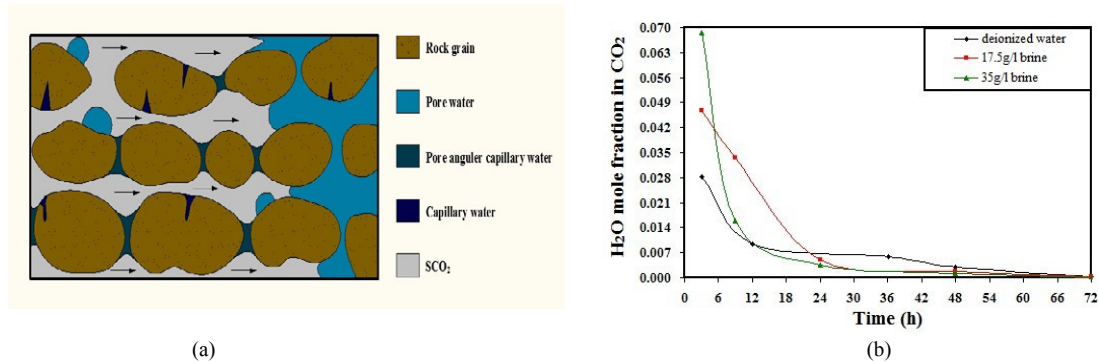 Rock grain
Pore water
Pore anguler capillary water
Capillary water
SCO₂
(a)
H₂O mole fraction in CO₂
0.070
0.063
0.056
0.049
0.042
0.035
0.028
0.021
0.014
0.007
0.000
deionized water
17.5g/l brine
35g/l brine
0 6 12 18 24 30 36 42 48 54 60 66 72
Time (h)
(b)